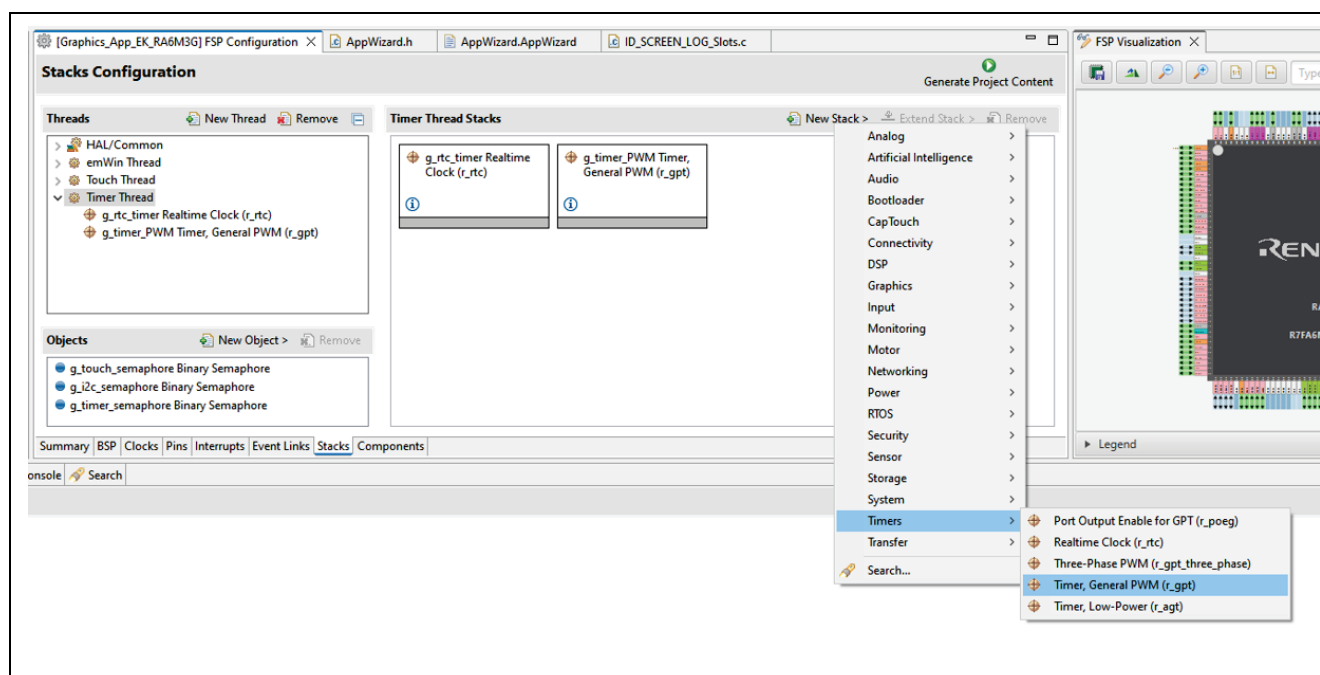 [Graphics_App_EK_RA6M3G] FSP Configuration
AppWizard.h
AppWizard.AppWizard
ID_SCREEN_LOG_Slots.c
FSP Visualization
Stacks Configuration
Generate Project Content
Type
Threads
New Thread
Remove
HAL/Common
emWin Thread
Touch Thread
Timer Thread
g_rtc_timer Realtime Clock (r_rtc)
g_timer_PWM Timer, General PWM (r_gpt)
Timer Thread Stacks
New Stack >
Extend Stack >
Remove
g_rtc_timer Realtime
Clock (r_rtc)
g_timer_PWM Timer,
General PWM (r_gpt)
Objects
New Object >
Remove
g_touch_semaphore Binary Semaphore
g_i2c_semaphore Binary Semaphore
g_timer_semaphore Binary Semaphore
Summary BSP Clocks Pins Interrupts Event Links Stacks Components
onsole
Search
Analog
Artificial Intelligence
Audio
Bootloader
CapTouch
Connectivity
DSP
Graphics
Input
Monitoring
Motor
Networking
Power
RTOS
Security
Sensor
Storage
System
Timers
Transfer
Search...
Port Output Enable for GPT (r_poeg)
Realtime Clock (r_rtc)
Three-Phase PWM (r_gpt_three_phase)
Timer, General PWM (r_gpt)
Timer, Low-Power (r_agt)
REN
RA
R7FA6M
Legend